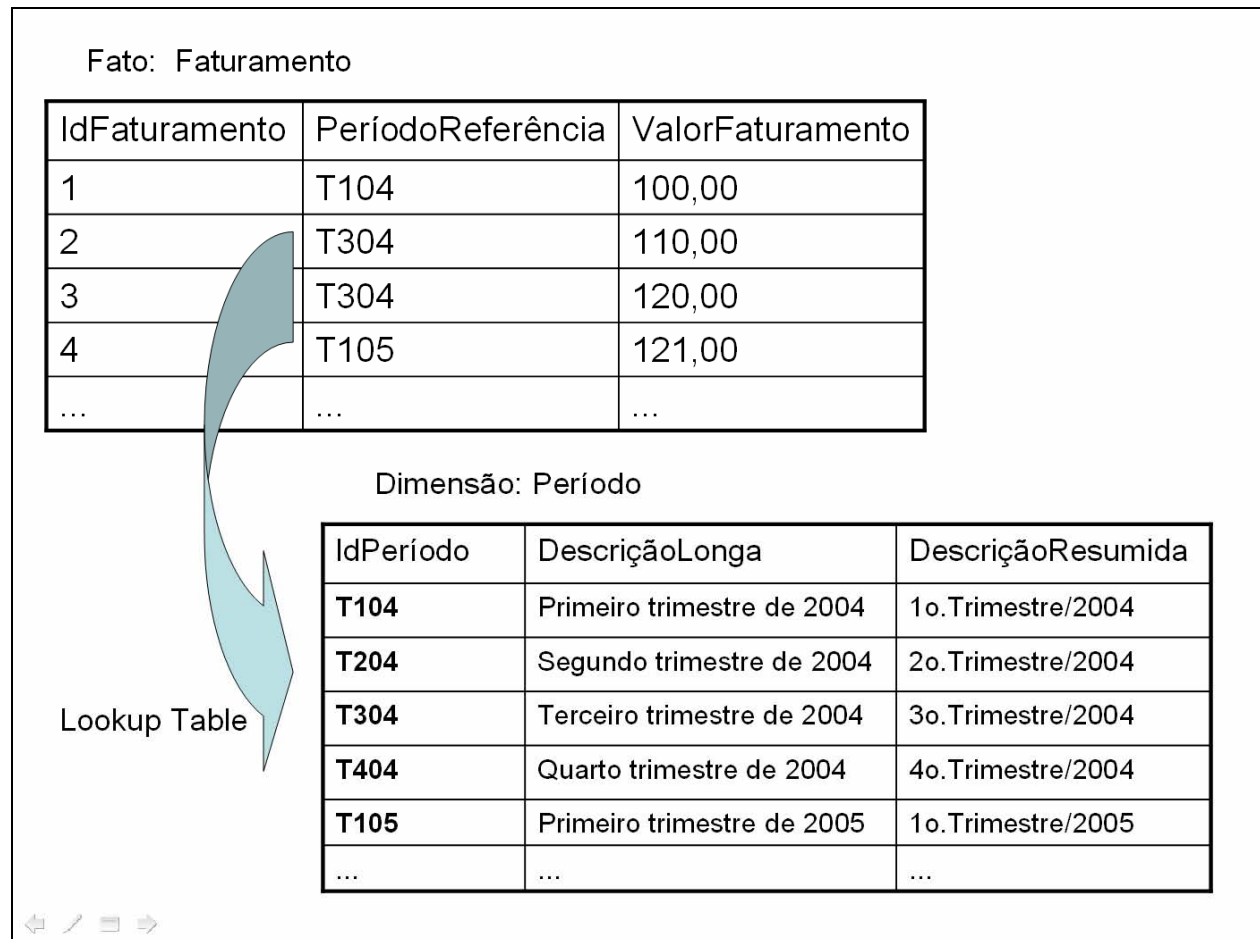 Fato: Faturamento
IdFaturamento PeríodoReferência ValorFaturamento
1 T104 100,00
2 T304 110,00
3 T304 120,00
4 T105 121,00
... ... ...
Dimensão: Período
IdPeríodo DescriçãoLonga DescriçãoResumida
T104 Primeiro trimestre de 2004 1o.Trimestre/2004
T204 Segundo trimestre de 2004 2o.Trimestre/2004
T304 Terceiro trimestre de 2004 3o.Trimestre/2004
T404 Quarto trimestre de 2004 4o.Trimestre/2004
T105 Primeiro trimestre de 2005 1o.Trimestre/2005
... ... ...
Lookup Table